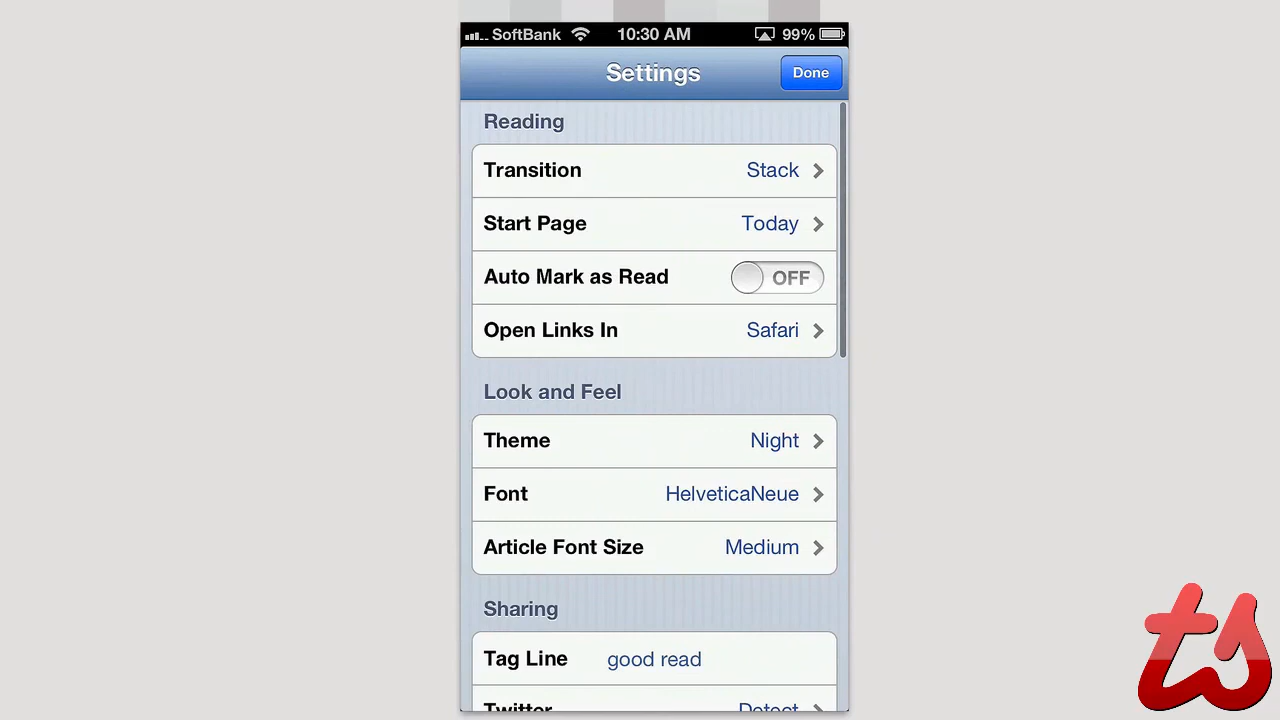 SoftBank 10:30 AM 99%
Settings Done
Reading
Transition Stack
Start Page Today
Auto Mark as Read OFF
Open Links In Safari
Look and Feel
Theme Night
Font HelveticaNeue
Article Font Size Medium
Sharing
Tag Line good read
Twitter Detect